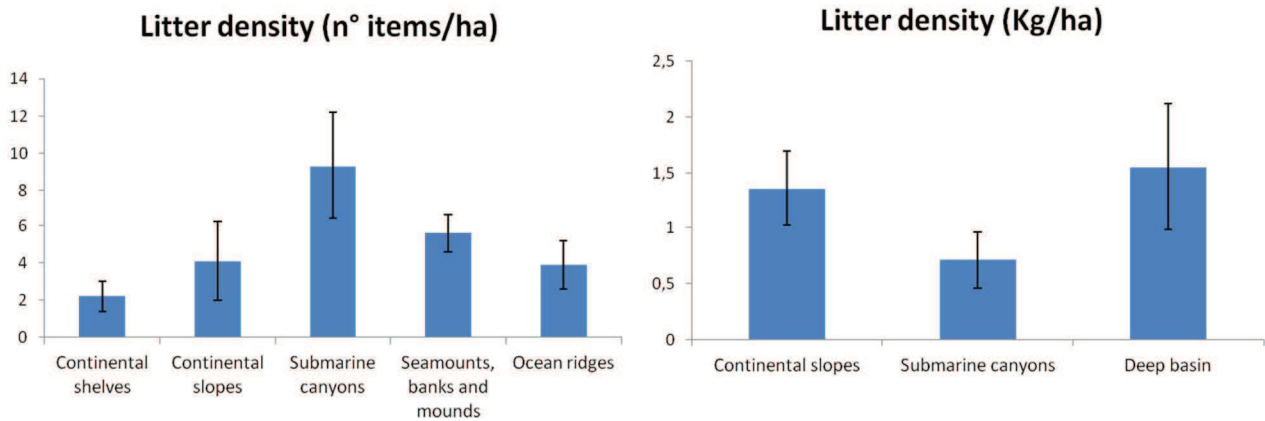 Litter density (n° items/ha)
14
12
10
8
6
4
2
0
Continental
shelves
Continental
slopes
Submarine
canyons
Seamounts,
banks and
mounds
Ocean ridges
Litter density (Kg/ha)
2,5
2
1,5
1
0,5
0
Continental slopes
Submarine canyons
Deep basin